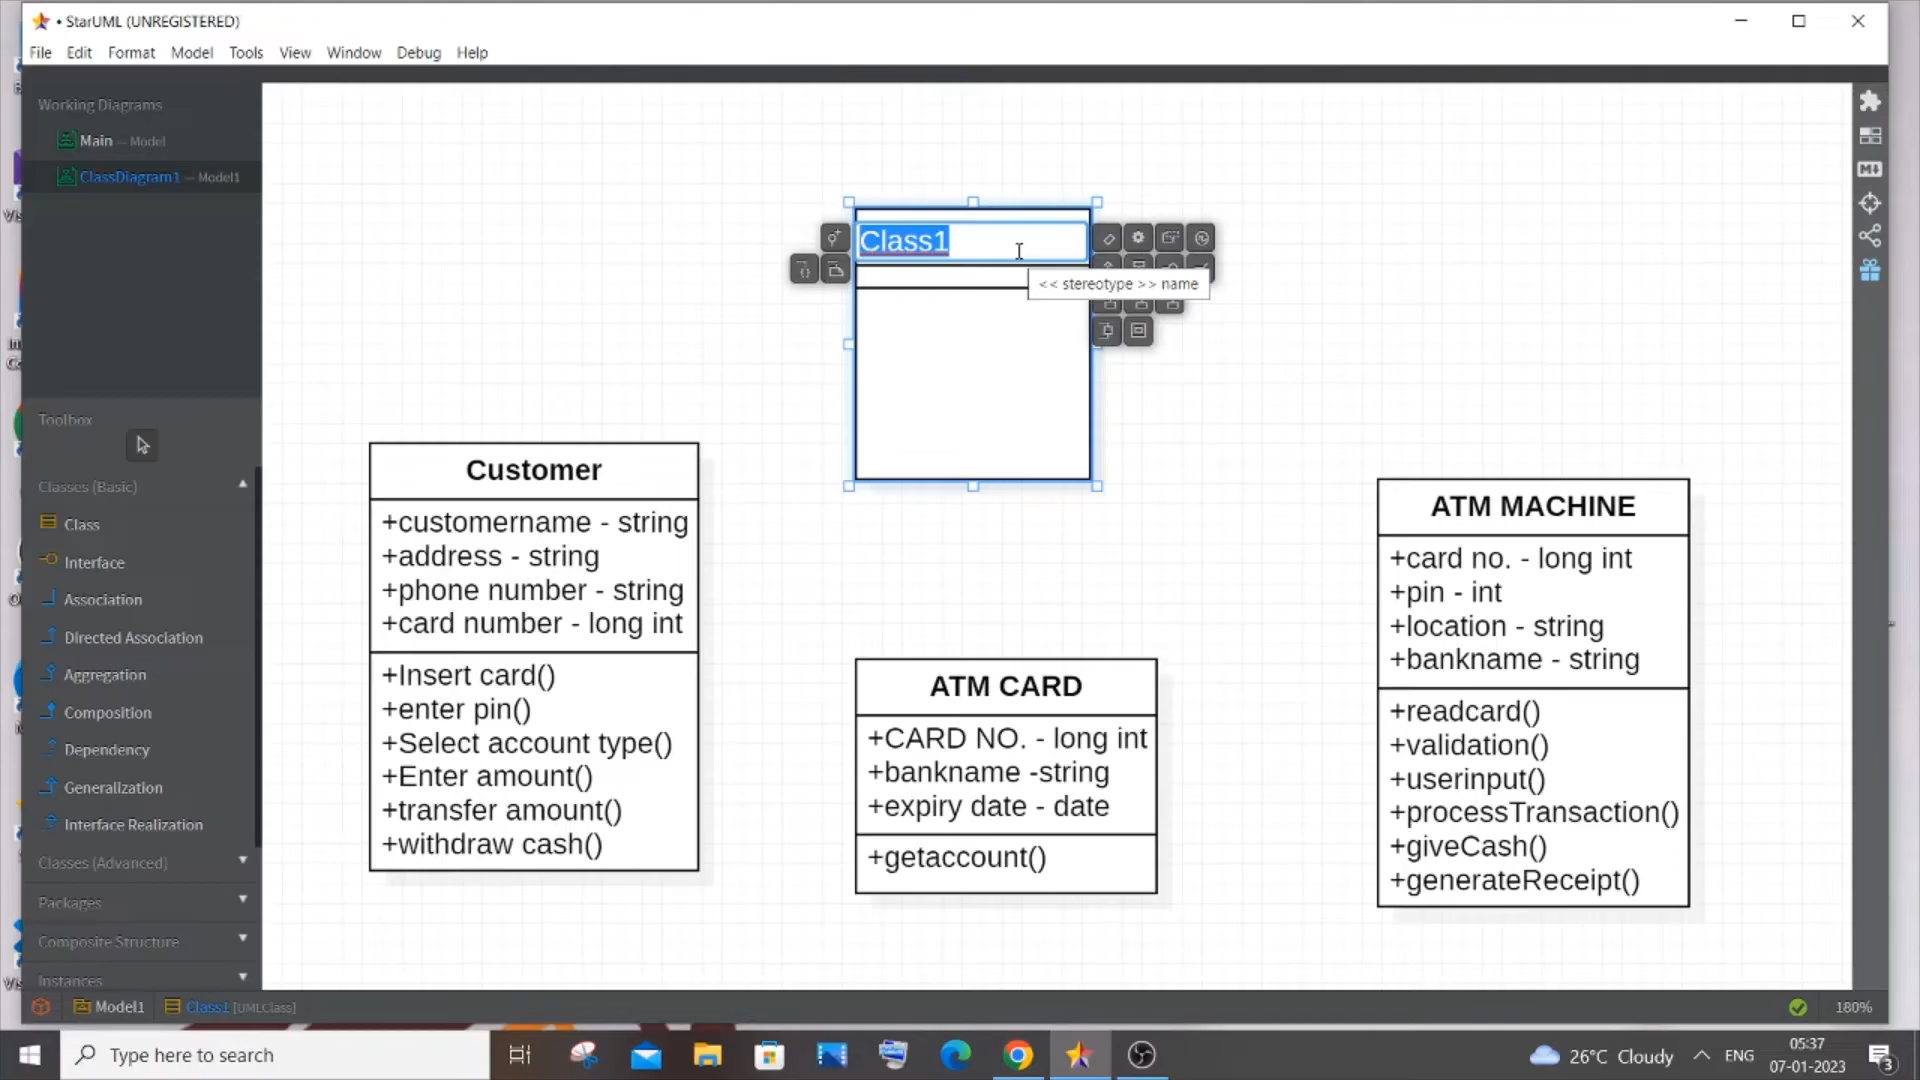 • StarUML (UNREGISTERED)
File Edit Format Model Tools View Window Debug Help
Working Diagrams
Main — Model
ClassDiagram1 — Model1
Toolbox
Classes (Basic)
Class
Interface
Association
Directed Association
Aggregation
Composition
Dependency
Generalization
Interface Realization
Classes (Advanced)
Packages
Composite Structure
Instances
Class1
<< stereotype >> name
Customer
+customername - string
+address - string
+phone number - string
+card number - long int
+Insert card()
+enter pin()
+Select account type()
+Enter amount()
+transfer amount()
+withdraw cash()
ATM CARD
+CARD NO. - long int
+bankname -string
+expiry date - date
+getaccount()
ATM MACHINE
+card no. - long int
+pin - int
+location - string
+bankname - string
+readcard()
+validation()
+userinput()
+processTransaction()
+giveCash()
+generateReceipt()
Model1 Class1 [UMLClass]
180%
Type here to search
26°C Cloudy
ENG
05:37
07-01-2023
3